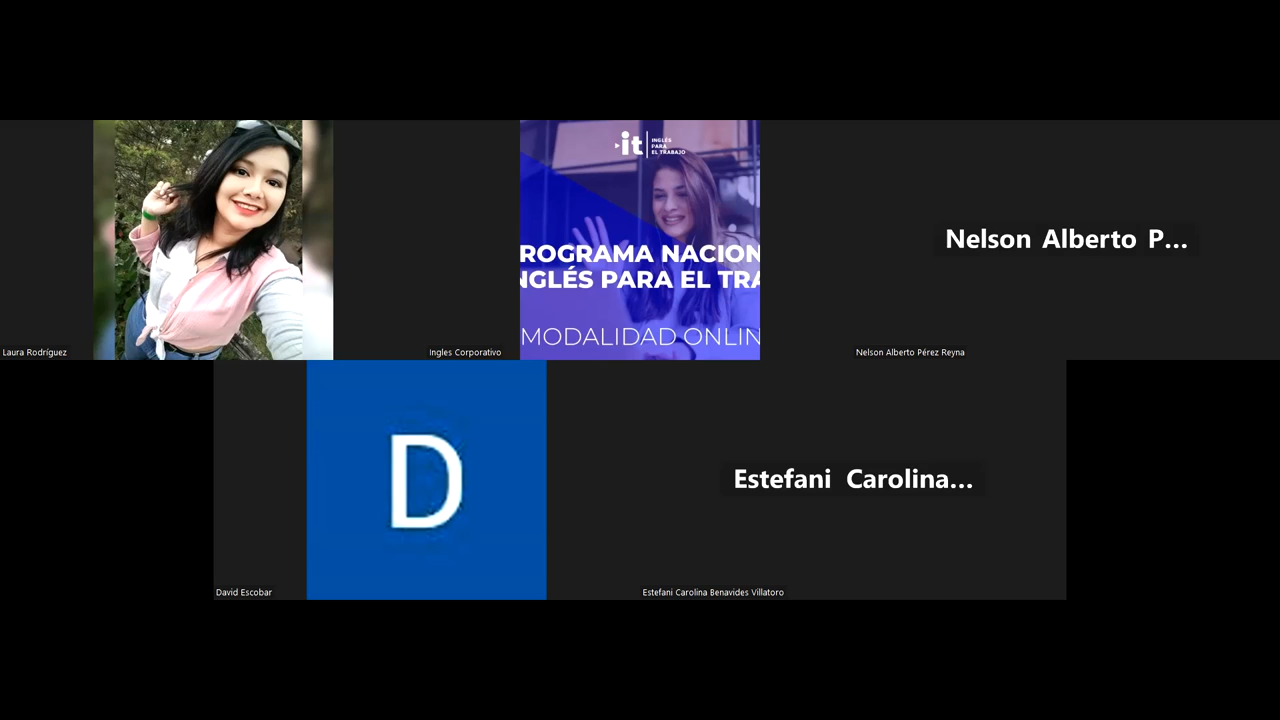 it
INGLÉS
PARA
EL TRABAJO
ROGRAMA NACION
NGLÉS PARA EL TRA
MODALIDAD ONLIN
Nelson Alberto P...
Laura Rodríguez
Ingles Corporativo
Nelson Alberto Pérez Reyna
D
Estefani Carolina...
David Escobar
Estefani Carolina Benavides Villatoro